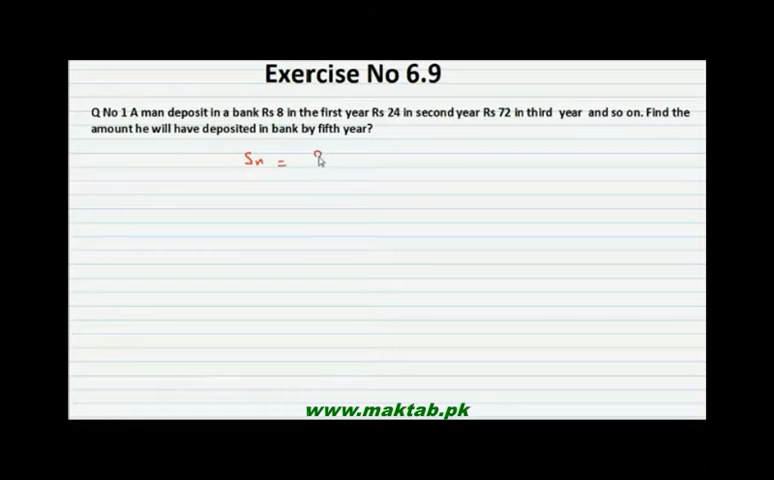 Exercise No 6.9
Q No 1 A man deposit in a bank Rs 8 in the first year Rs 24 in second year Rs 72 in third year and so on. Find the
amount he will have deposited in bank by fifth year?
Sn =
www.maktab.pk